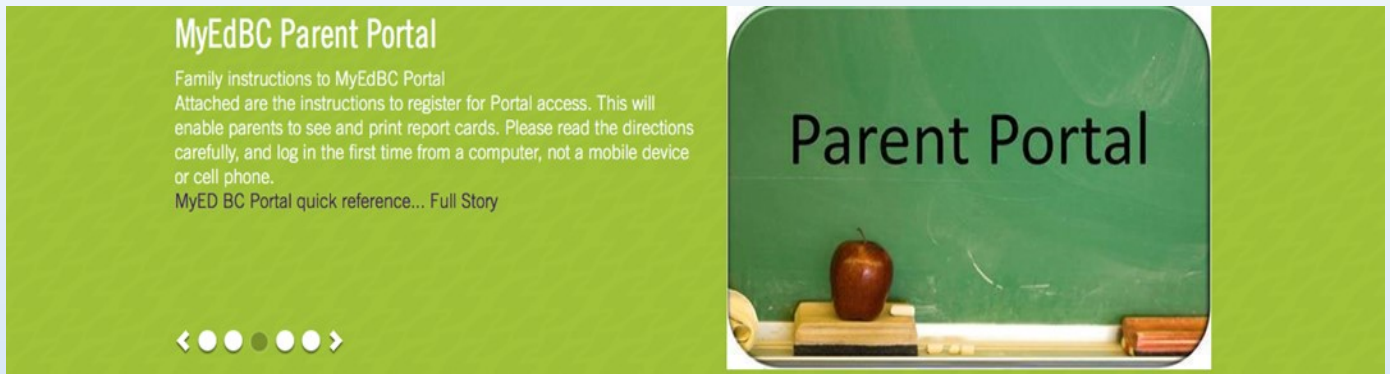 MyEdBC Parent Portal
Family instructions to MyEdBC Portal
Attached are the instructions to register for Portal access. This will
enable parents to see and print report cards. Please read the directions
carefully, and log in the first time from a computer, not a mobile device
or cell phone.
MyED BC Portal quick reference... Full Story
Parent Portal